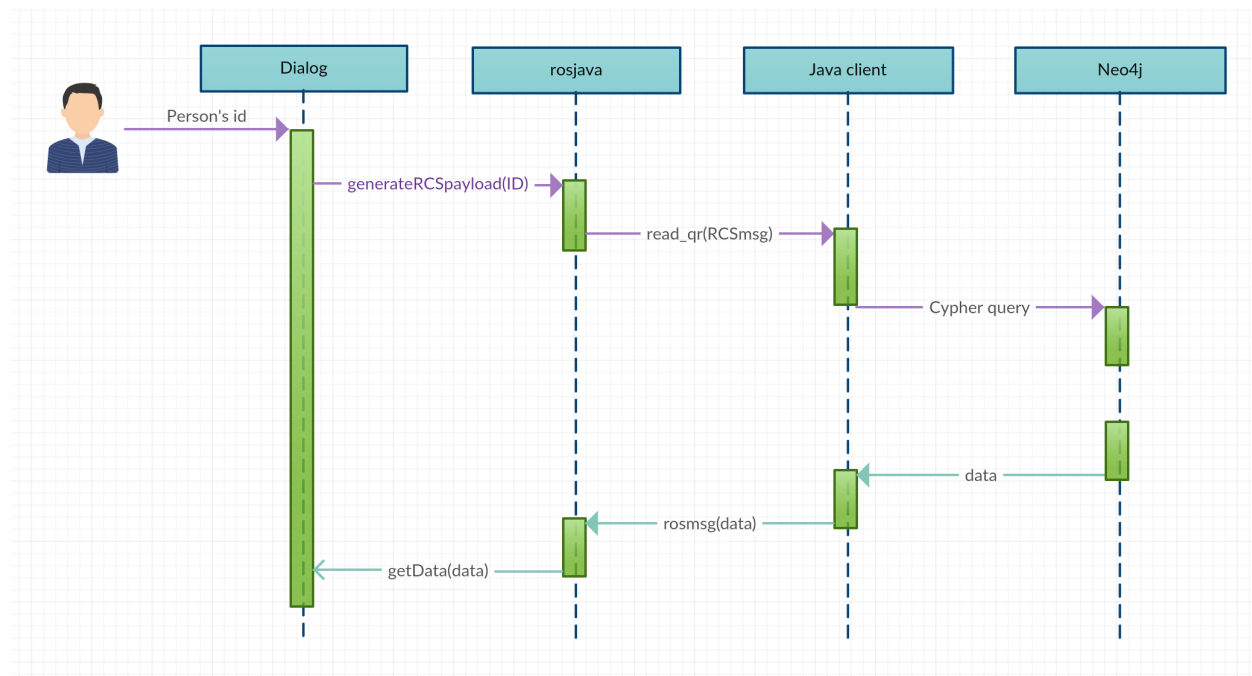 Dialog
rosjava
Java client
Neo4j
Person's id
generateRCSpayload(ID)
read_qr(RCSmsg)
Cypher query
data
rosmsg(data)
getData(data)